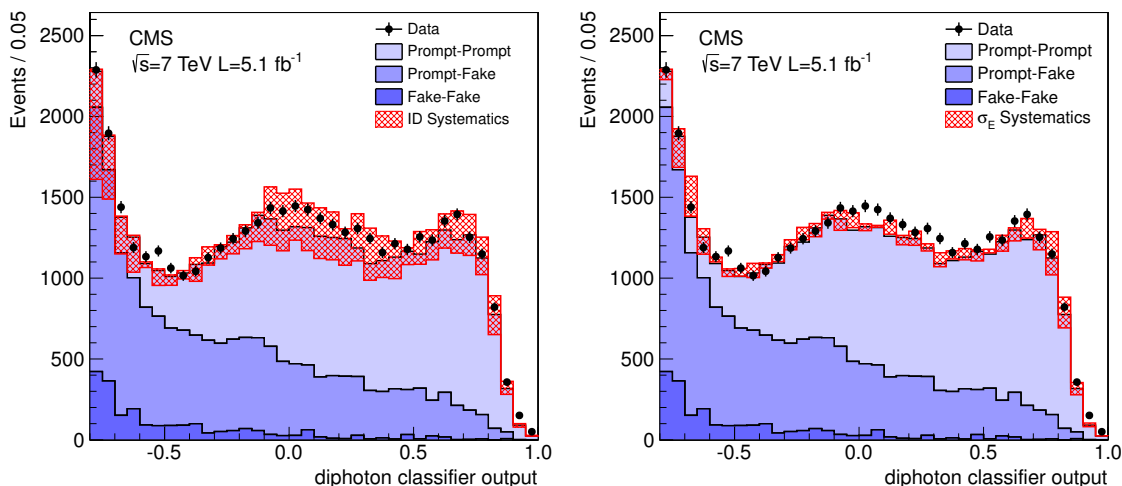 Events / 0.05
2500
2000
1500
1000
500
0
CMS
√s=7 TeV L=5.1 fb⁻¹
Data
Prompt-Prompt
Prompt-Fake
Fake-Fake
ID Systematics
-0.5
0.0
0.5
1.0
diphoton classifier output
Events / 0.05
2500
2000
1500
1000
500
0
CMS
√s=7 TeV L=5.1 fb⁻¹
Data
Prompt-Prompt
Prompt-Fake
Fake-Fake
σ_E Systematics
-0.5
0.0
0.5
1.0
diphoton classifier output